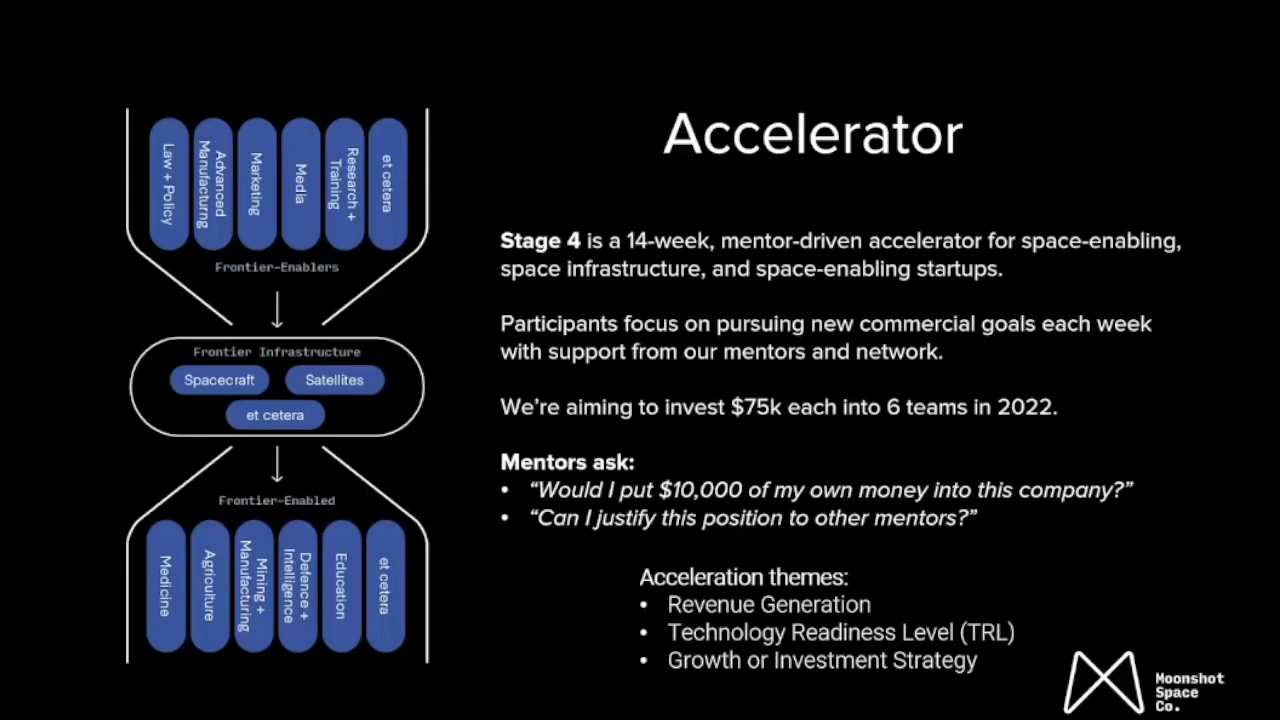 Accelerator
Law + Policy
Advanced
Manufacturng
Marketing
Media
Research +
Training
et cetera
Frontier-Enablers
Frontier Infrastructure
Spacecraft
Satellites
et cetera
Frontier-Enabled
Medicine
Agriculture
Mining +
Manufacturing
Defence +
Intelligence
Education
et cetera
Stage 4 is a 14-week, mentor-driven accelerator for space-enabling,
space infrastructure, and space-enabling startups.
Participants focus on pursuing new commercial goals each week
with support from our mentors and network.
We’re aiming to invest $75k each into 6 teams in 2022.
Mentors ask:
• “Would I put $10,000 of my own money into this company?”
• “Can I justify this position to other mentors?”
Acceleration themes:
• Revenue Generation
• Technology Readiness Level (TRL)
• Growth or Investment Strategy
Moonshot
Space
Co.